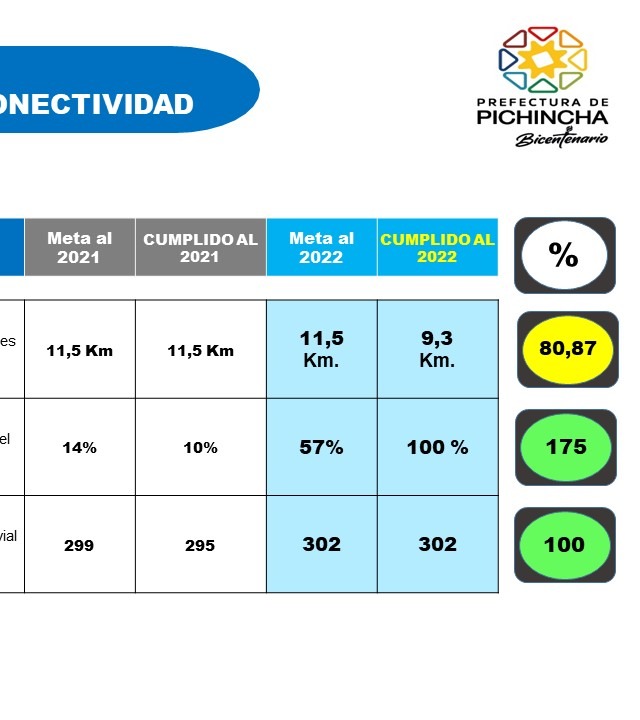 ONECTIVIDAD
PREFECTURA DE
PICHINCHA
Bicentenario
Meta al
2021
CUMPLIDO AL
2021
Meta al
2022
CUMPLIDO AL
2022
%
es
11,5 Km
11,5 Km
11,5
Km.
9,3
Km.
80,87
el
14%
10%
57%
100 %
175
vial
299
295
302
302
100